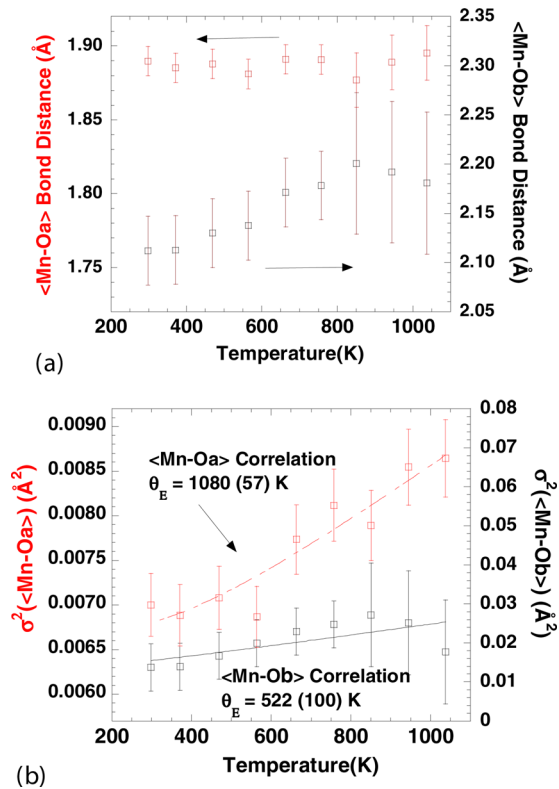 1.90
1.85
1.80
1.75
<Mn-Oa> Bond Distance (Å)
2.35
2.30
2.25
2.20
2.15
2.10
2.05
<Mn-Ob> Bond Distance (Å)
200 400 600 800 1000
Temperature(K)
(a)
0.0090
0.0085
0.0080
0.0075
0.0070
0.0065
0.0060
σ²(<Mn-Oa>) (Å²)
<Mn-Oa> Correlation
θ_E = 1080 (57) K
<Mn-Ob> Correlation
θ_E = 522 (100) K
0.08
0.07
0.06
0.05
0.04
0.03
0.02
0.01
0
σ²(<Mn-Ob>) (Å²)
200 400 600 800 1000
Temperature(K)
(b)